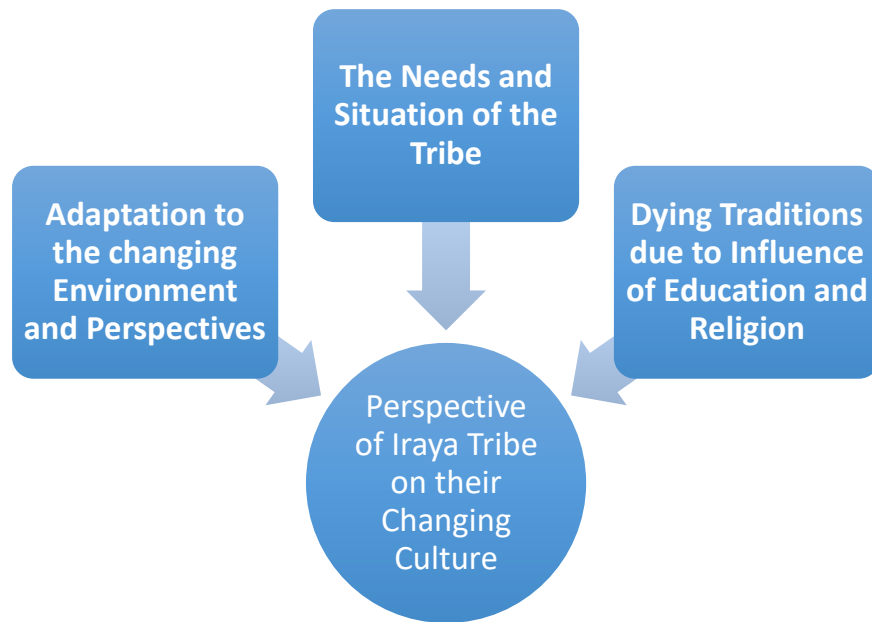 The Needs and
Situation of the
Tribe
Adaptation to
the changing
Environment
and Perspectives
Dying Traditions
due to Influence
of Education and
Religion
Perspective
of Iraya Tribe
on their
Changing
Culture